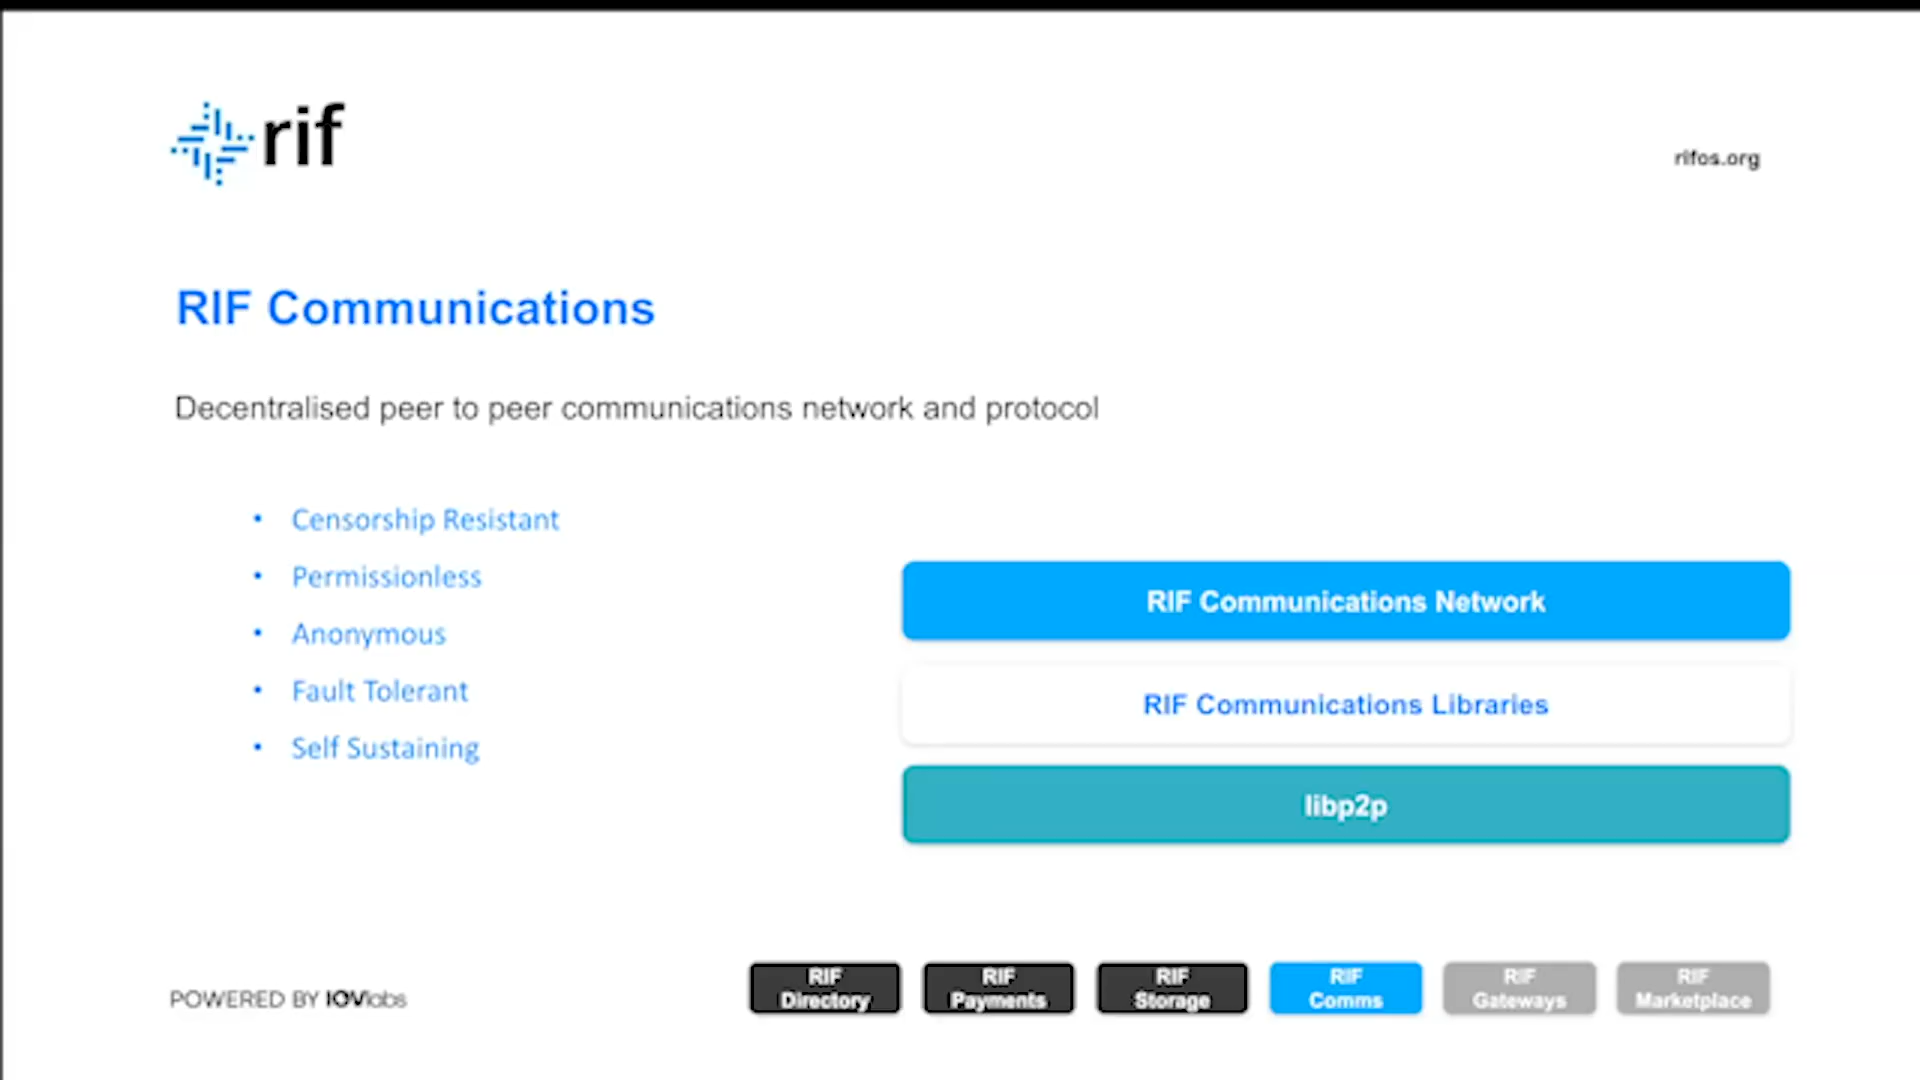 rif
rifos.org
RIF Communications
Decentralised peer to peer communications network and protocol
• Censorship Resistant
• Permissionless
• Anonymous
• Fault Tolerant
• Self Sustaining
RIF Communications Network
RIF Communications Libraries
libp2p
POWERED BY IOVlabs
RIF
Directory
RIF
Payments
RIF
Storage
RIF
Comms
RIF
Gateways
RIF
Marketplace